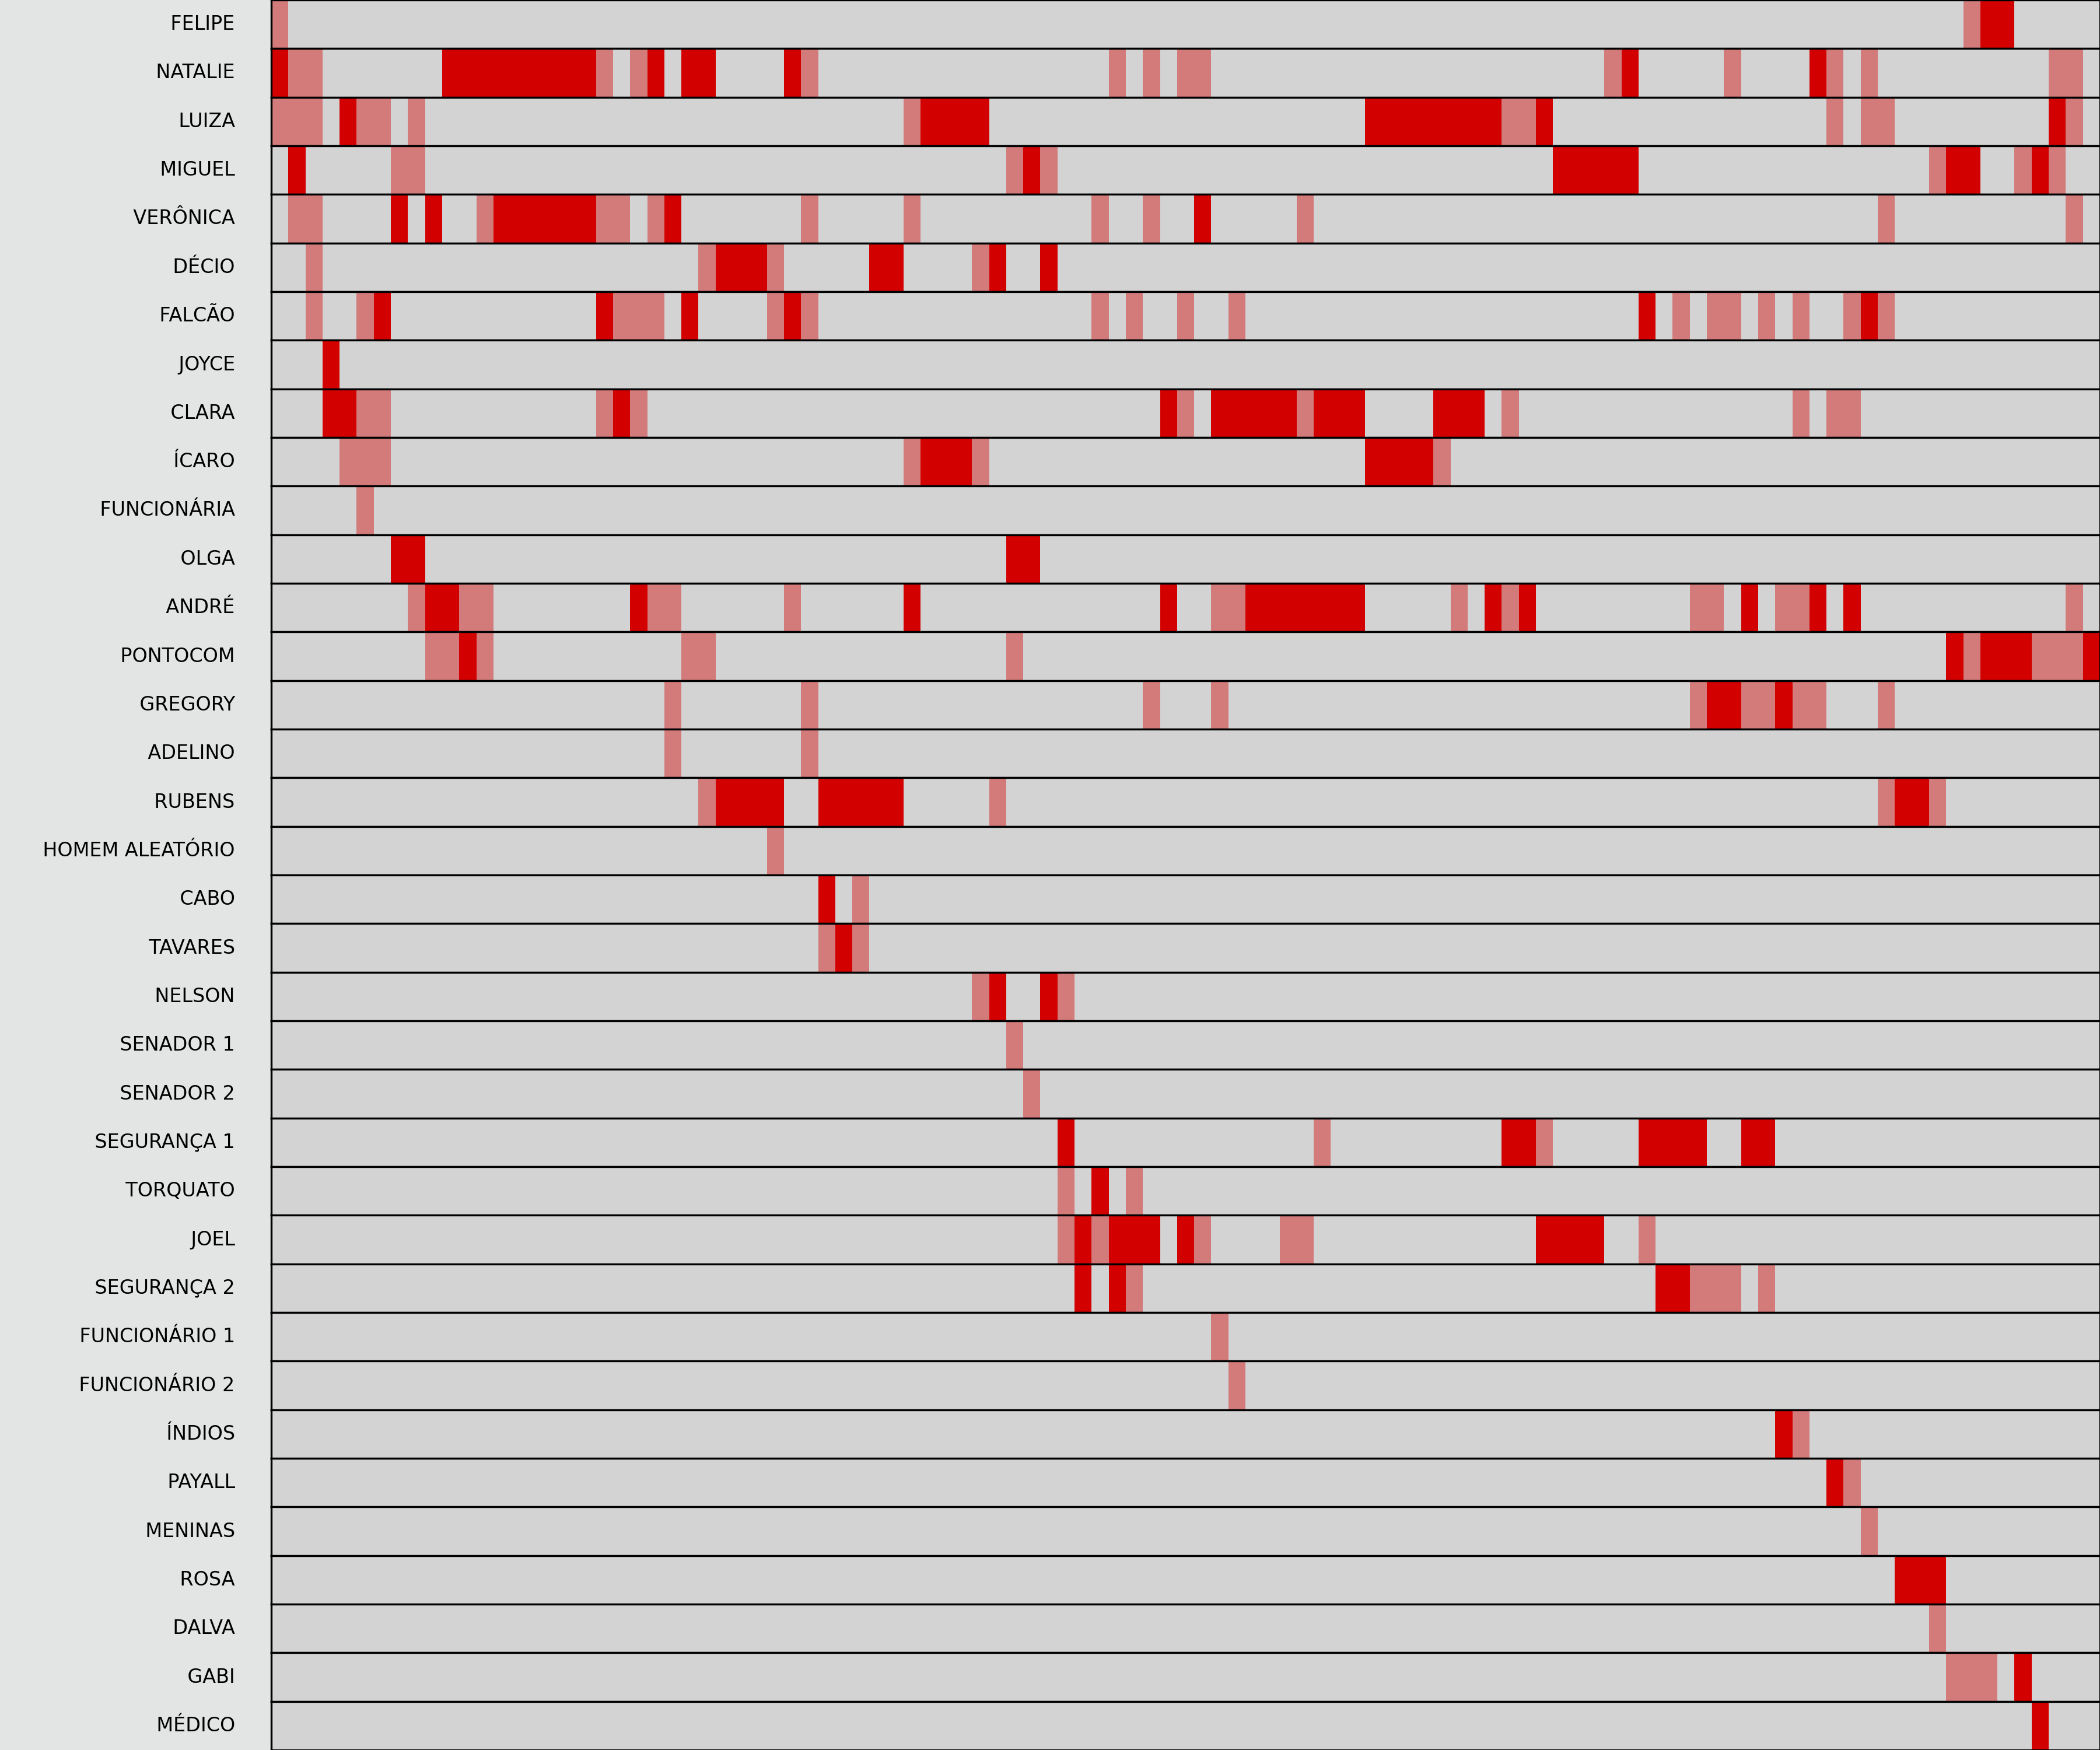 FELIPE
NATALIE
LUIZA
MIGUEL
VERÔNICA
DÉCIO
FALCÃO
JOYCE
CLARA
ÍCARO
FUNCIONÁRIA
OLGA
ANDRÉ
PONTOCOM
GREGORY
ADELINO
RUBENS
HOMEM ALEATÓRIO
CABO
TAVARES
NELSON
SENADOR 1
SENADOR 2
SEGURANÇA 1
TORQUATO
JOEL
SEGURANÇA 2
FUNCIONÁRIO 1
FUNCIONÁRIO 2
ÍNDIOS
PAYALL
MENINAS
ROSA
DALVA
GABI
MÉDICO